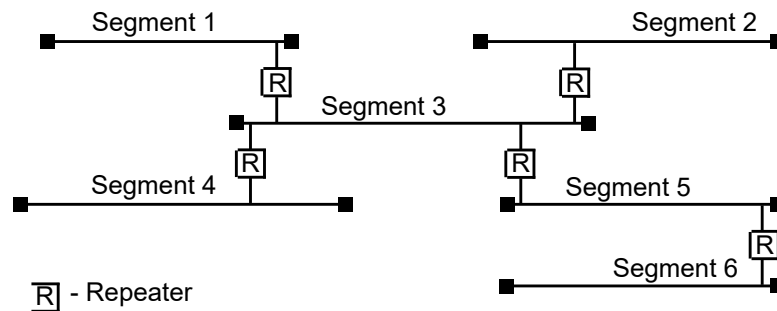 Segment 1
Segment 2
R
R
Segment 3
R
R
Segment 4
Segment 5
R
Segment 6
R - Repeater